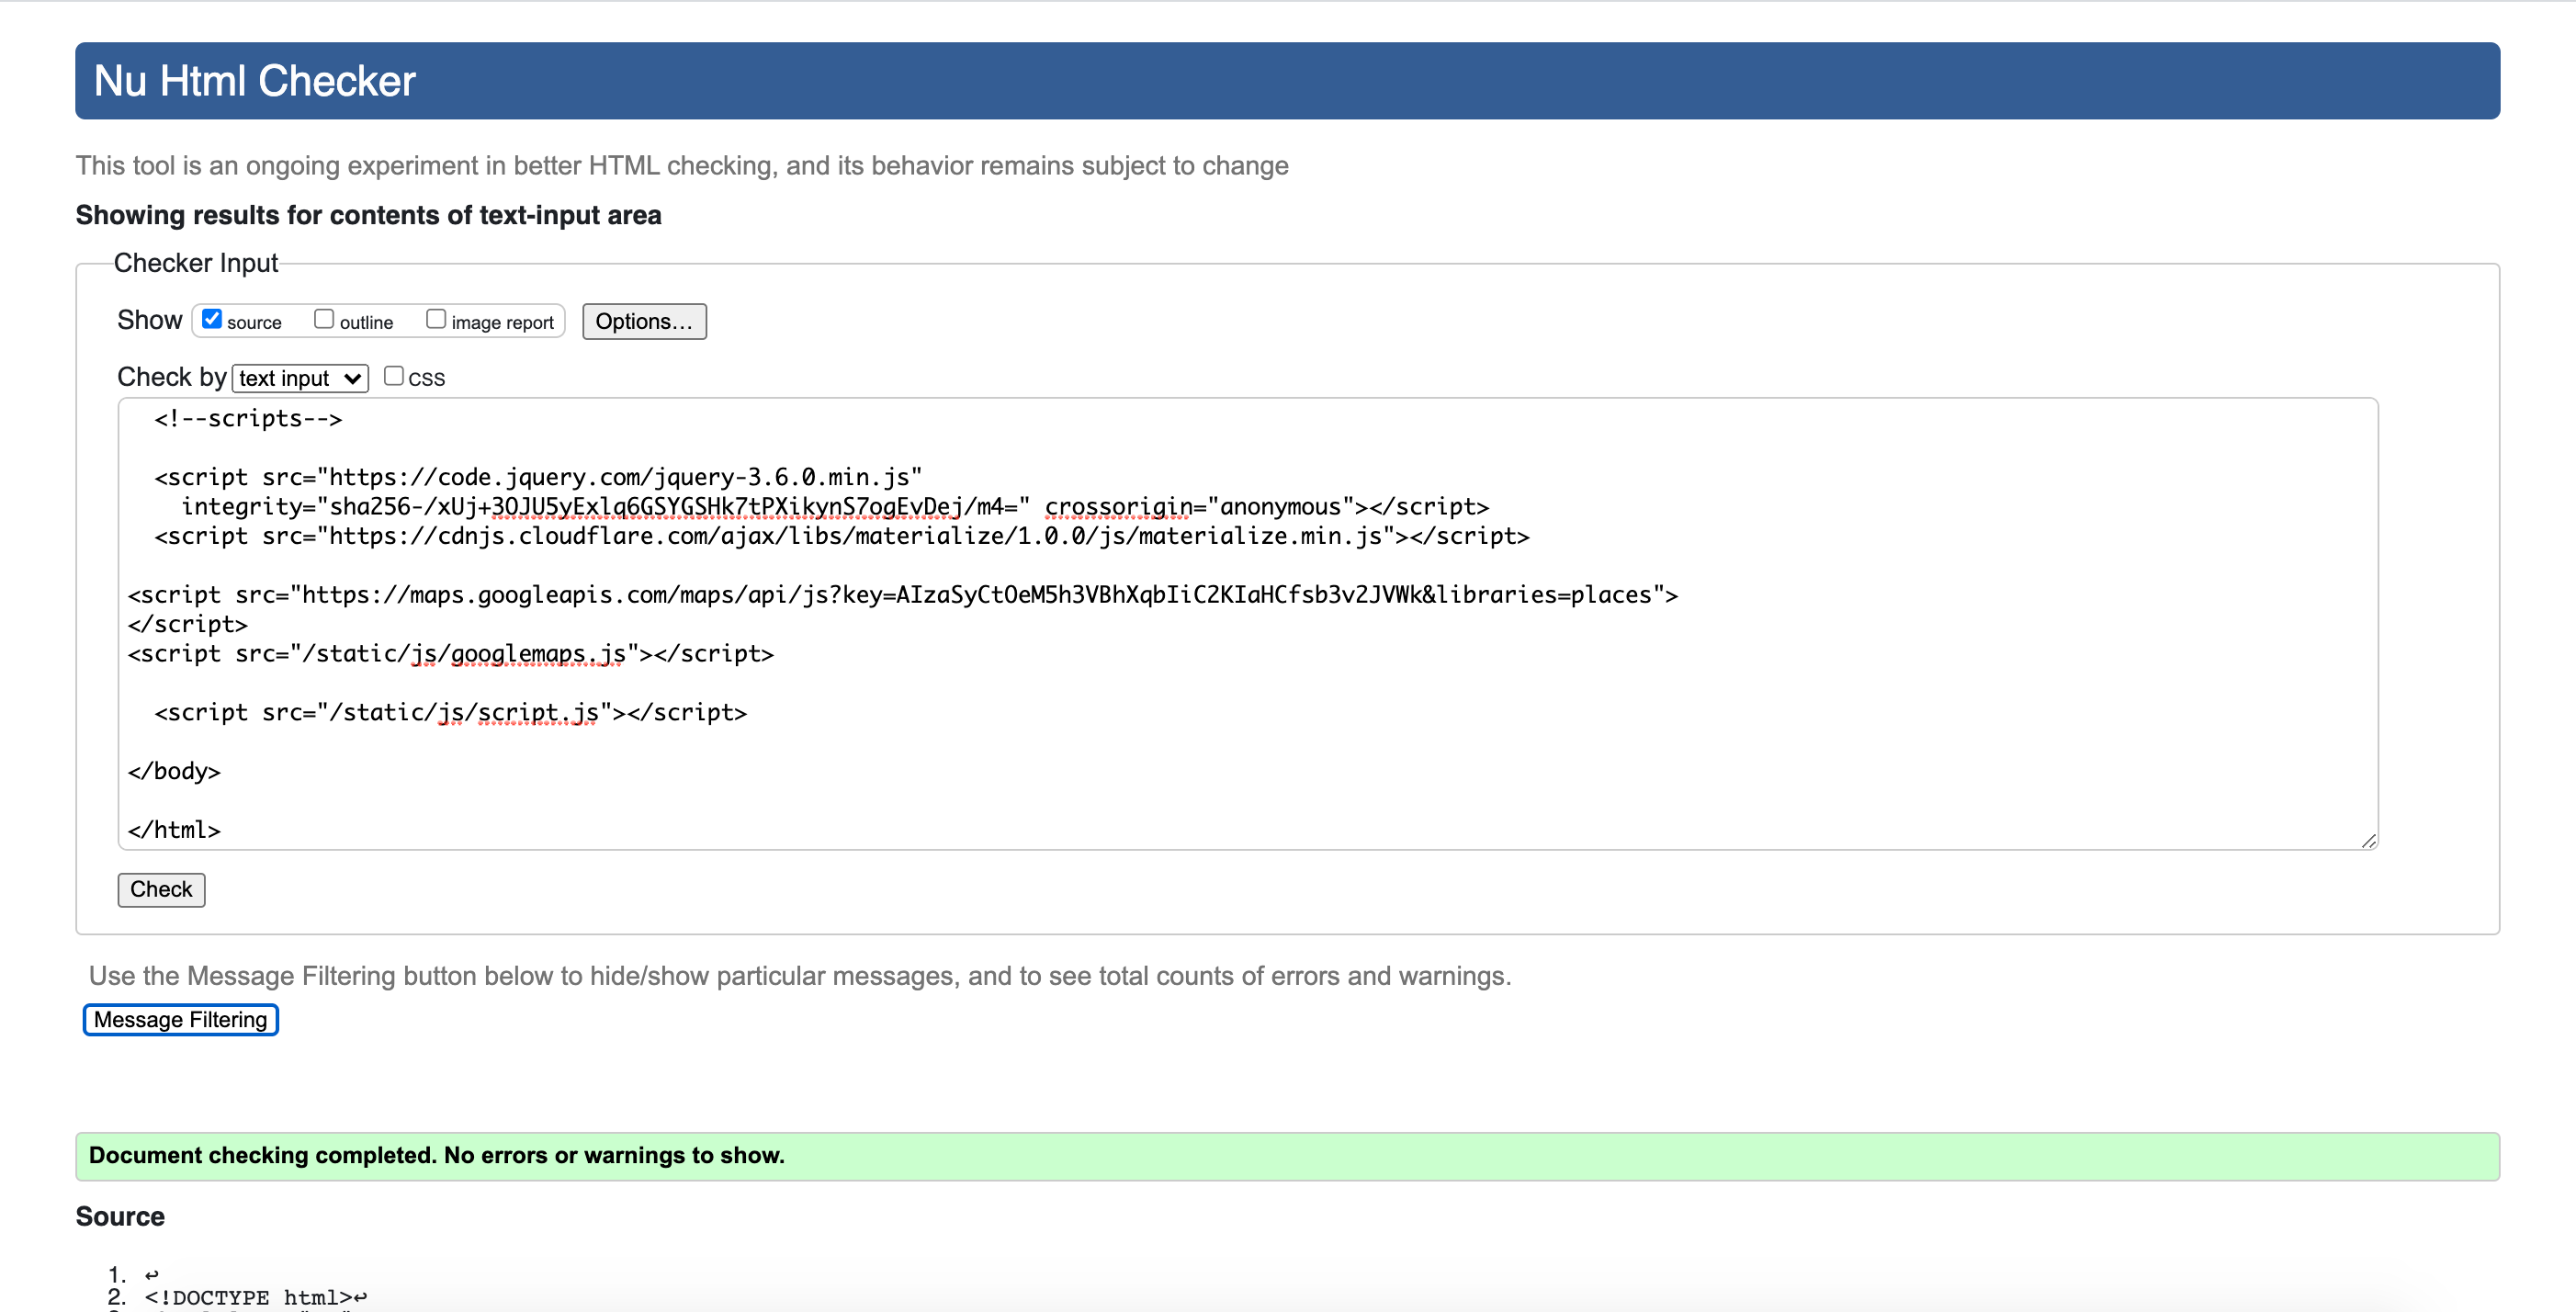 Nu Html Checker
This tool is an ongoing experiment in better HTML checking, and its behavior remains subject to change
Showing results for contents of text-input area
Checker Input
Show source outline image report Options...
Check by text input CSS
<!--scripts-->
<script src="https://code.jquery.com/jquery-3.6.0.min.js"
integrity="sha256-/xUj+3OJU5yExlq6GSYGSHk7tPXikynS7ogEvDej/m4=" crossorigin="anonymous"></script>
<script src="https://cdnjs.cloudflare.com/ajax/libs/materialize/1.0.0/js/materialize.min.js"></script>
<script src="https://maps.googleapis.com/maps/api/js?key=AIzaSyCtOeM5h3VBhXqbIiC2KIaHCfsb3v2JVWk&libraries=places">
</script>
<script src="/static/js/googlemaps.js"></script>
<script src="/static/js/script.js"></script>
</body>
</html>
Check
Use the Message Filtering button below to hide/show particular messages, and to see total counts of errors and warnings.
Message Filtering
Document checking completed. No errors or warnings to show.
Source
1. ↩
2. <!DOCTYPE html>↩